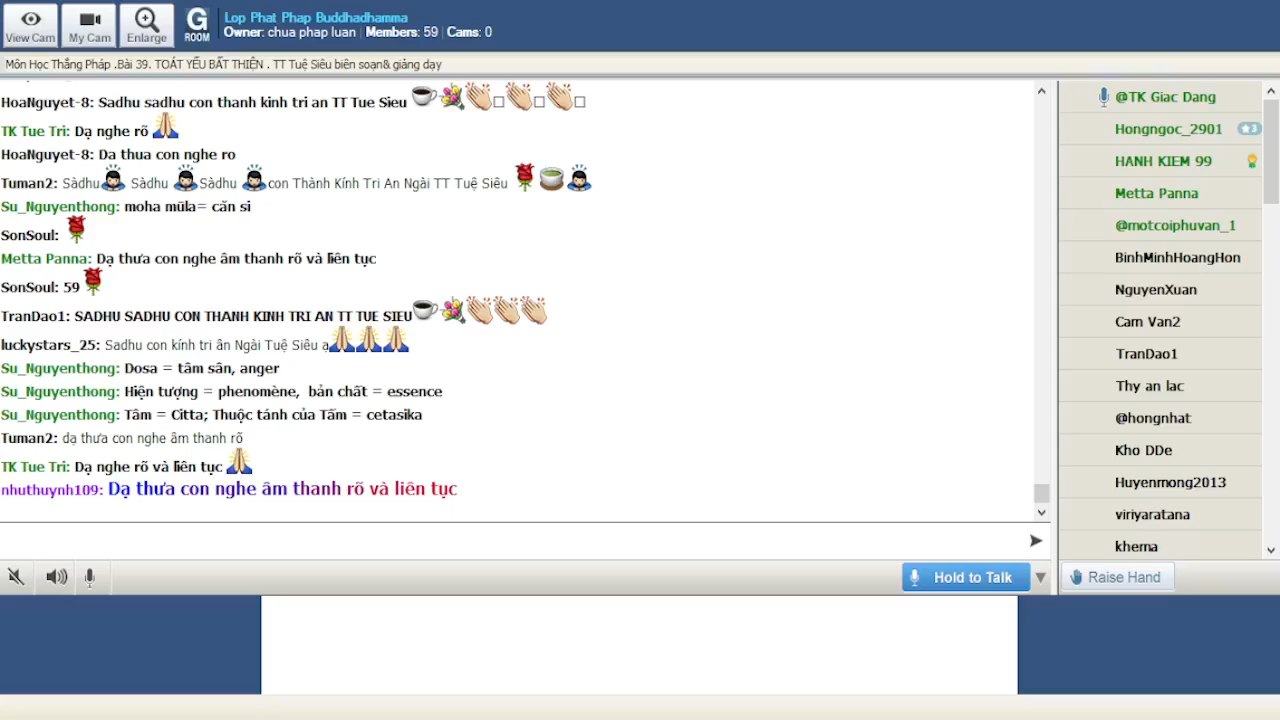 View Cam
My Cam
Enlarge
G
ROOM
Lop Phat Phap Buddhadhamma
Owner: chua phap luan | Members: 59 | Cams: 0
Môn Học Thắng Pháp .Bài 39. TOÁT YẾU BẤT THIỆN . TT Tuệ Siêu biên soạn& giảng dạy
HoaNguyet-8: Sadhu sadhu con thanh kinh tri an TT Tue Sieu
TK Tue Tri: Dạ nghe rõ
HoaNguyet-8: Da thua con nghe ro
Tuman2: Sàdhu Sàdhu Sàdhu con Thành Kính Tri Ân Ngài TT Tuệ Siêu
Su_Nguyenthong: moha mūla= căn si
SonSoul:
Metta Panna: Dạ thưa con nghe âm thanh rõ và liên tục
SonSoul: 59
TranDao1: SADHU SADHU CON THANH KINH TRI AN TT TUE SIEU
luckystars_25: Sadhu con kính tri ân Ngài Tuệ Siêu ạ
Su_Nguyenthong: Dosa = tâm sân, anger
Su_Nguyenthong: Hiện tượng = phenomène, bản chất = essence
Su_Nguyenthong: Tâm = Citta; Thuộc tánh của Tấm = cetasika
Tuman2: dạ thưa con nghe âm thanh rõ
TK Tue Tri: Dạ nghe rõ và liên tục
nhuthuynh109: Dạ thưa con nghe âm thanh rõ và liên tục
Hold to Talk
@TK Giac Dang
Hongngoc_2901
3
HANH KIEM 99
Metta Panna
@motcoiphuvan_1
BinhMinhHoangHon
NguyenXuan
Cam Van2
TranDao1
Thy an lac
@hongnhat
Kho DDe
Huyenmong2013
viriyaratana
khema
Raise Hand